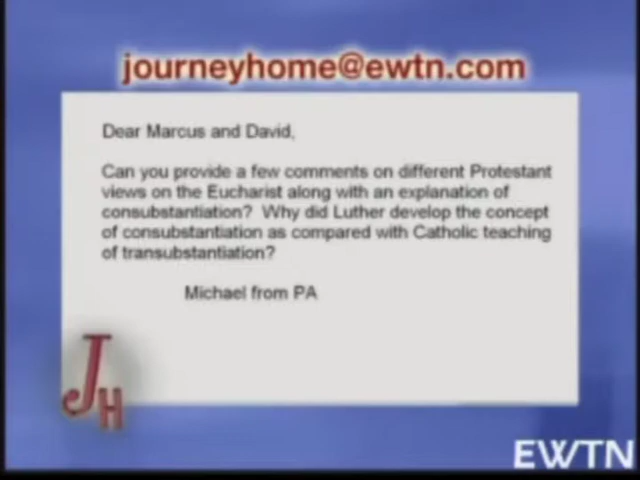 journeyhome@ewtn.com
Dear Marcus and David,
Can you provide a few comments on different Protestant
views on the Eucharist along with an explanation of
consubstantiation?  Why did Luther develop the concept
of consubstantiation as compared with Catholic teaching
of transubstantiation?
Michael from PA
JH
EWTN